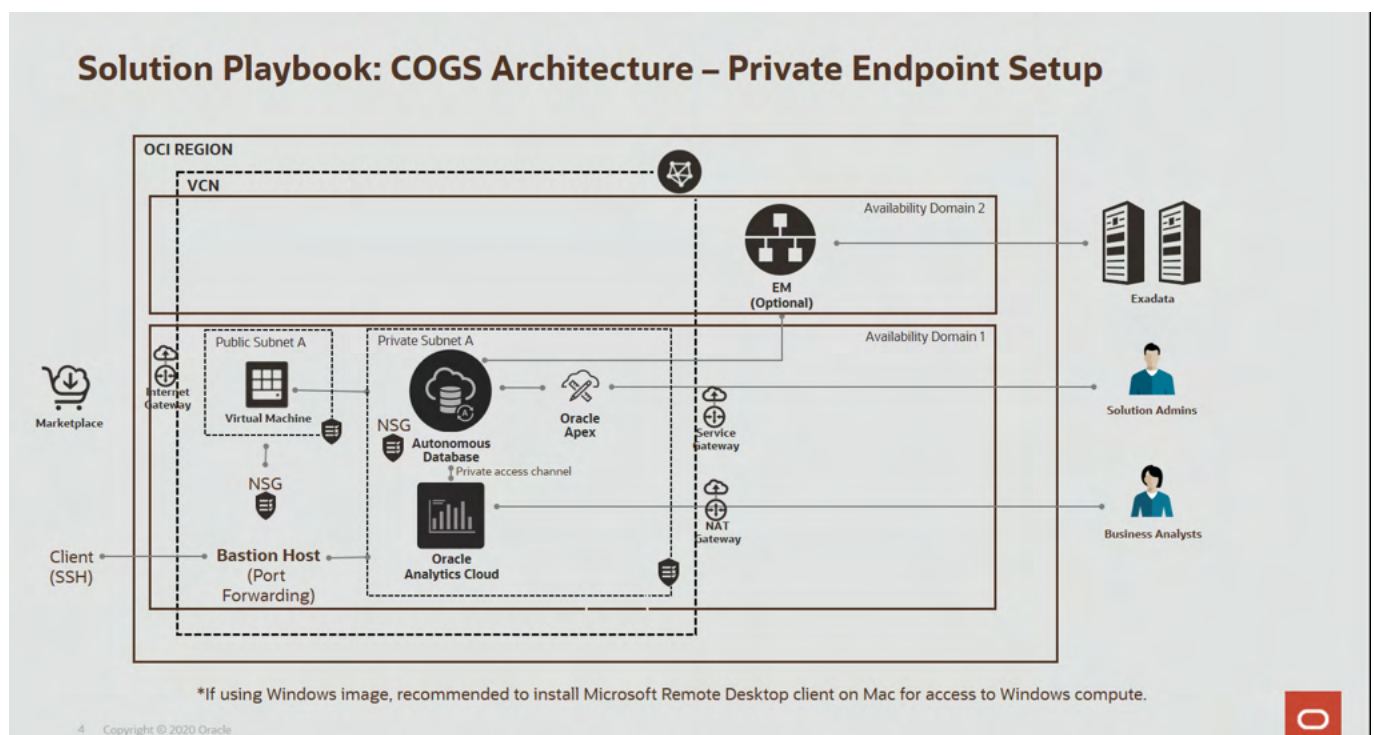 Solution Playbook: COGS Architecture – Private Endpoint Setup
OCI REGION
VCN
Availability Domain 2
EM
(Optional)
Exadata
Availability Domain 1
Public Subnet A
Private Subnet A
Internet
Gateway
Marketplace
Virtual Machine
NSG
NSG
Autonomous
Database
Oracle
Apex
Service
Gateway
Solution Admins
Private access channel
Oracle
Analytics Cloud
NAT
Gateway
Business Analysts
Client
(SSH)
Bastion Host
(Port
Forwarding)
*If using Windows image, recommended to install Microsoft Remote Desktop client on Mac for access to Windows compute.
4 Copyright © 2020 Oracle